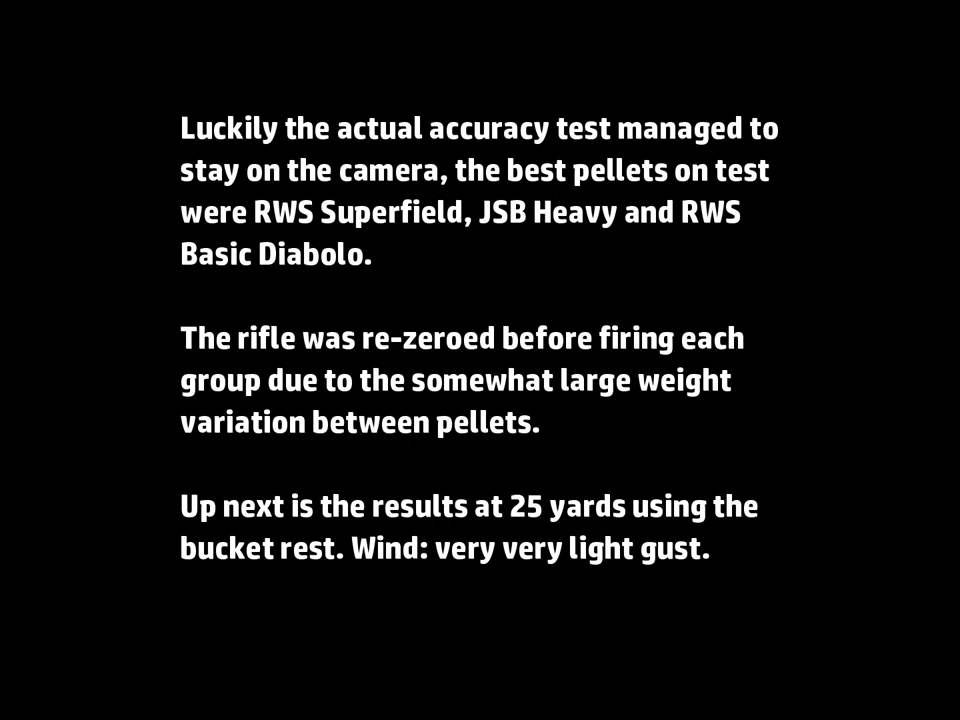 Luckily the actual accuracy test managed to
stay on the camera, the best pellets on test
were RWS Superfield, JSB Heavy and RWS
Basic Diabolo.
The rifle was re-zeroed before firing each
group due to the somewhat large weight
variation between pellets.
Up next is the results at 25 yards using the
bucket rest. Wind: very very light gust.